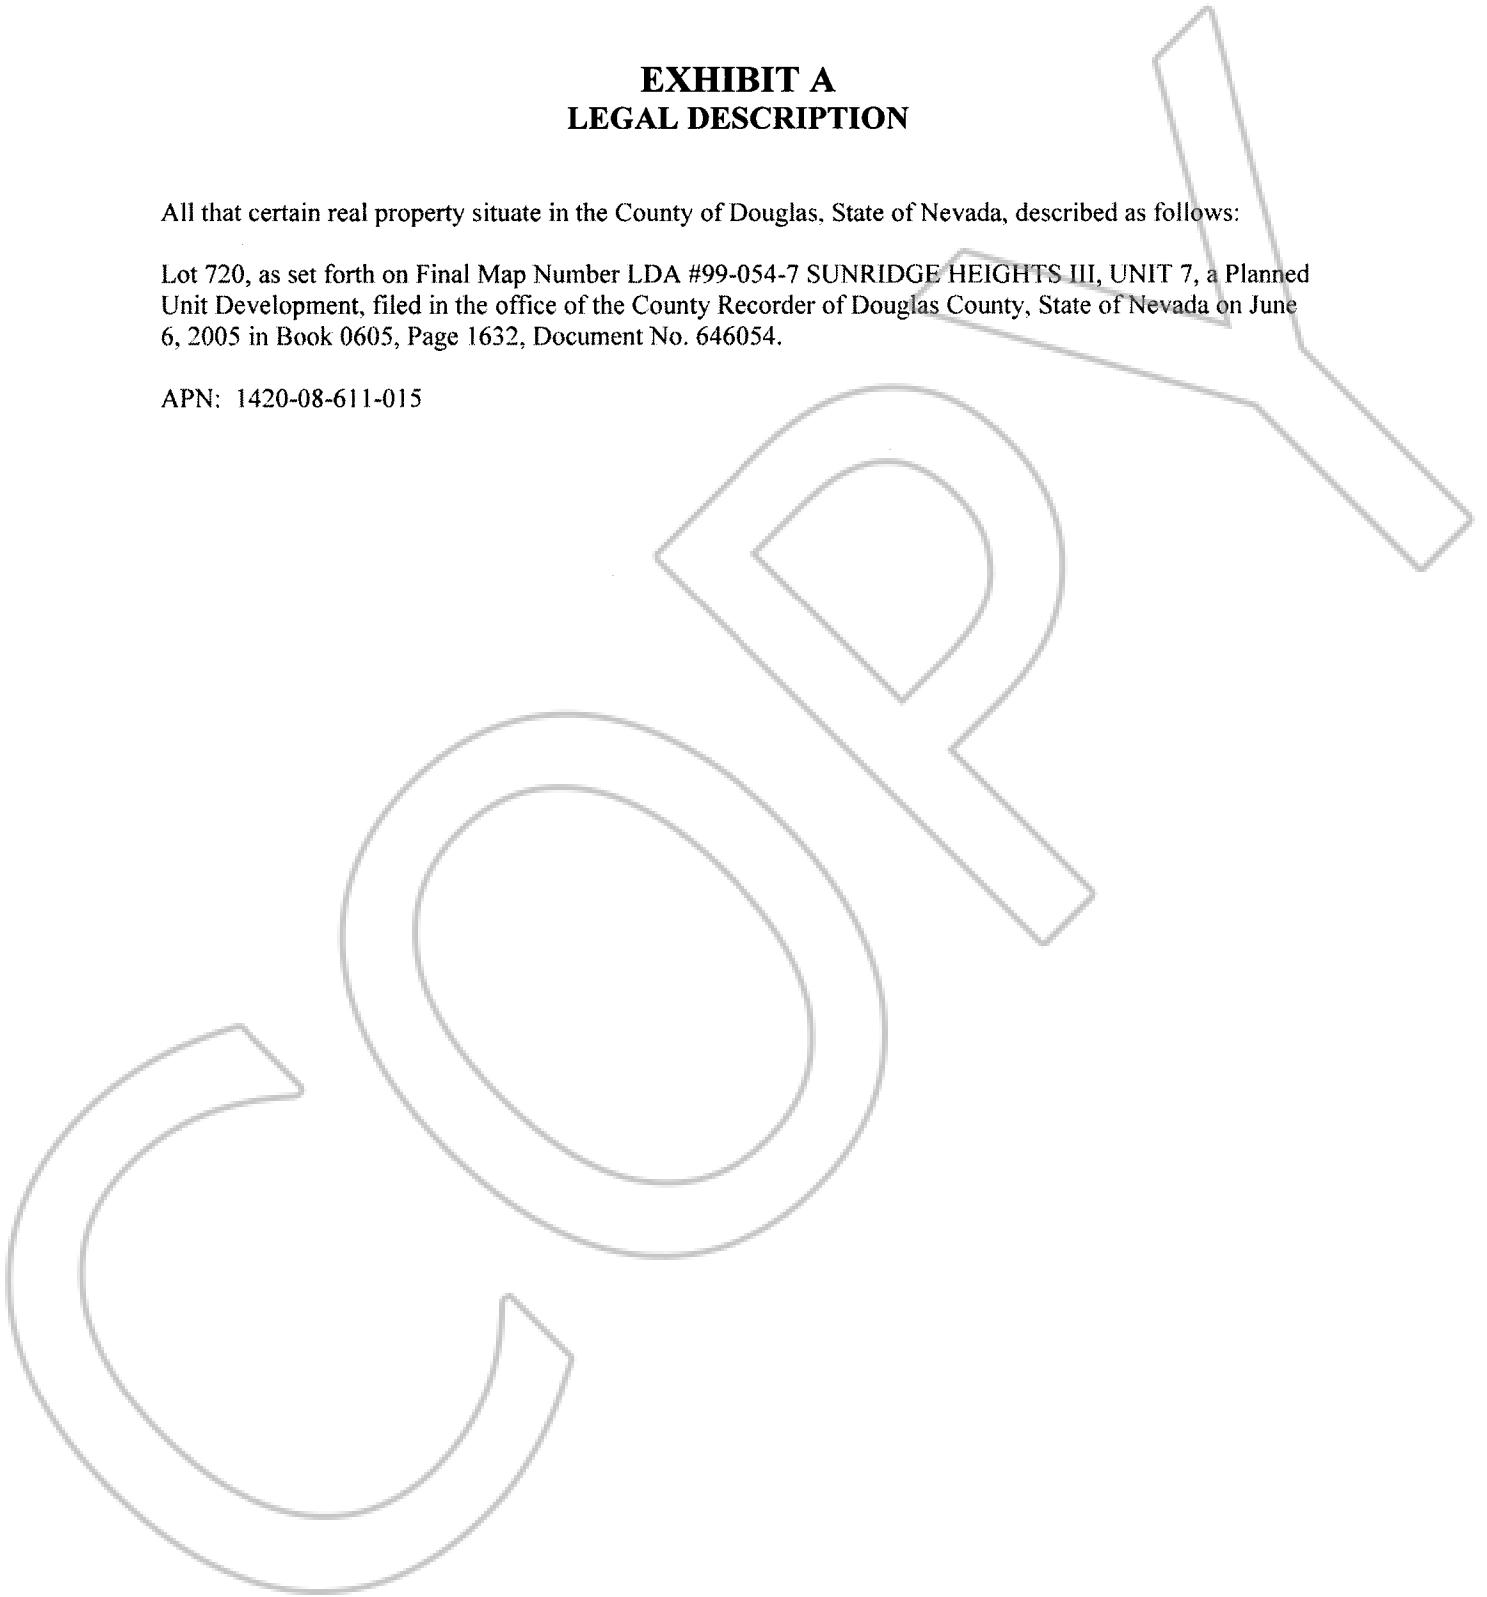 EXHIBIT A
LEGAL DESCRIPTION
All that certain real property situate in the County of Douglas, State of Nevada, described as follows:
Lot 720, as set forth on Final Map Number LDA #99-054-7 SUNRIDGE HEIGHTS III, UNIT 7, a Planned
Unit Development, filed in the office of the County Recorder of Douglas County, State of Nevada on June
6, 2005 in Book 0605, Page 1632, Document No. 646054.
APN: 1420-08-611-015
COPY